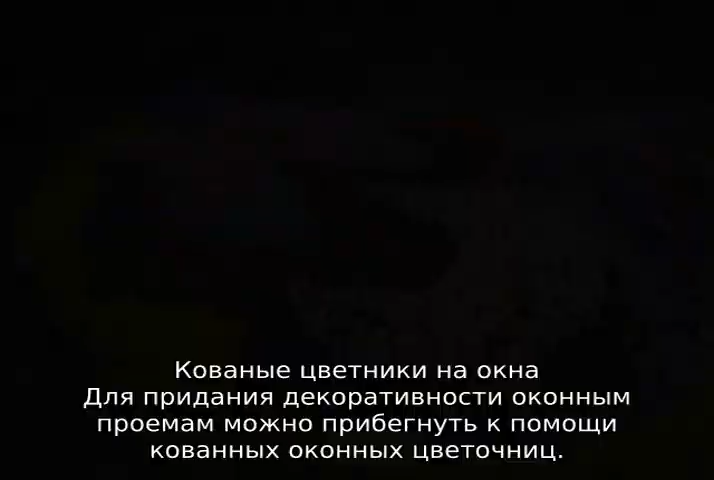 Кованые цветники на окна
Для придания декоративности оконным
проемам можно прибегнуть к помощи
кованных оконных цветочниц.